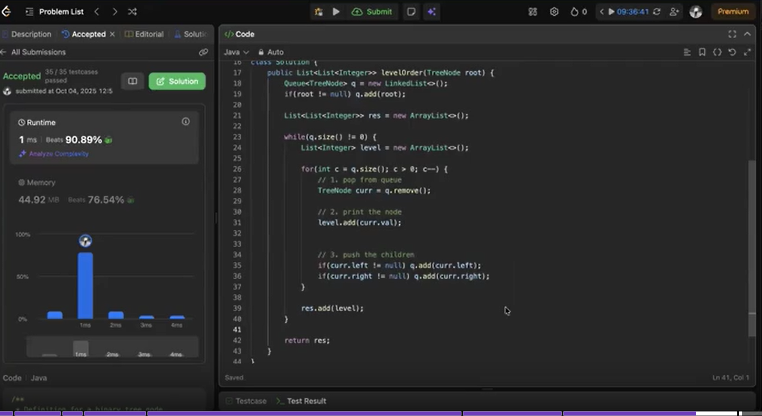 Problem List
Submit
0
09:36:41
Premium
Description
Accepted
Editorial
Solutio
All Submissions
Accepted 35 / 35 testcases passed
submitted at Oct 04, 2025 12:5
Solution
Runtime
1 ms Beats 90.89%
Analyze Complexity
Memory
44.92 MB Beats 76.54%
100%
50%
0%
1ms 2ms 3ms 4ms
1ms 2ms 3ms 4ms
Code Java
/**
</> Code
Java Auto
16 class Solution {
17 public List<List<Integer>> levelOrder(TreeNode root) {
18 Queue<TreeNode> q = new LinkedList<>();
19 if(root != null) q.add(root);
20
21 List<List<Integer>> res = new ArrayList<>();
22
23 while(q.size() != 0) {
24 List<Integer> level = new ArrayList<>();
25
26 for(int c = q.size(); c > 0; c--) {
27 // 1. pop from queue
28 TreeNode curr = q.remove();
29
30 // 2. print the node
31 level.add(curr.val);
32
33
34 // 3. push the children
35 if(curr.left != null) q.add(curr.left);
36 if(curr.right != null) q.add(curr.right);
37 }
38
39 res.add(level);
40 }
41
42 return res;
43 }
44 }
Saved
Ln 41, Col 1
Testcase
>_ Test Result